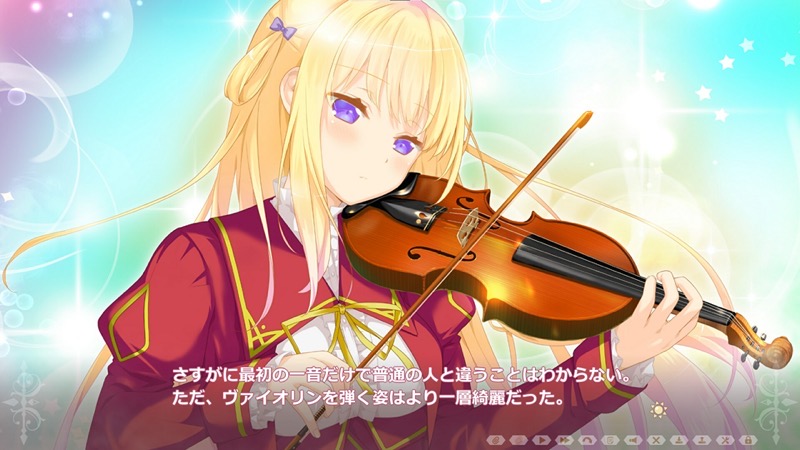 さすがに最初の一音だけで普通の人と違うことはわからない。
ただ、ヴァイオリンを弾く姿はより一層綺麗だった。